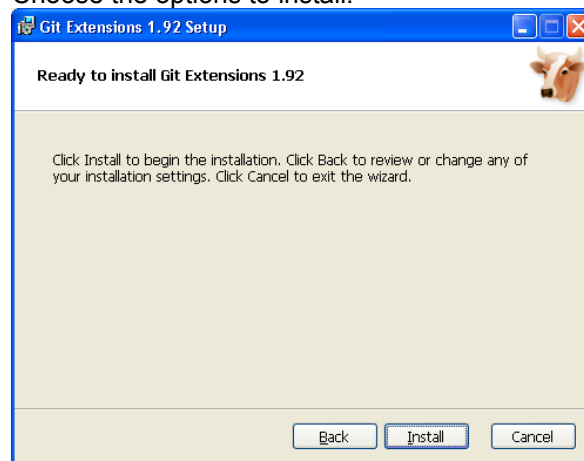 Choose the options to install.
Git Extensions 1.92 Setup
Ready to install Git Extensions 1.92
Click Install to begin the installation. Click Back to review or change any of
your installation settings. Click Cancel to exit the wizard.
Back
Install
Cancel